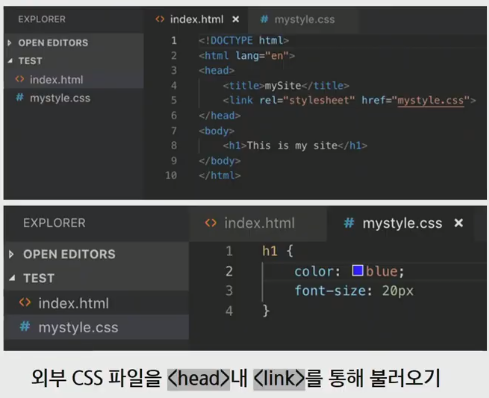 EXPLORER
index.html
mystyle.css
OPEN EDITORS
TEST
index.html
mystyle.css
1 <!DOCTYPE html>
2 <html lang="en">
3 <head>
4 <title>mySite</title>
5 <link rel="stylesheet" href="mystyle.css">
6 </head>
7 <body>
8 <h1>This is my site</h1>
9 </body>
10 </html>
EXPLORER
index.html
mystyle.css
OPEN EDITORS
TEST
index.html
mystyle.css
1 h1 {
2 color: blue;
3 font-size: 20px
4 }
외부 CSS 파일을 <head>내 <link>를 통해 불러오기